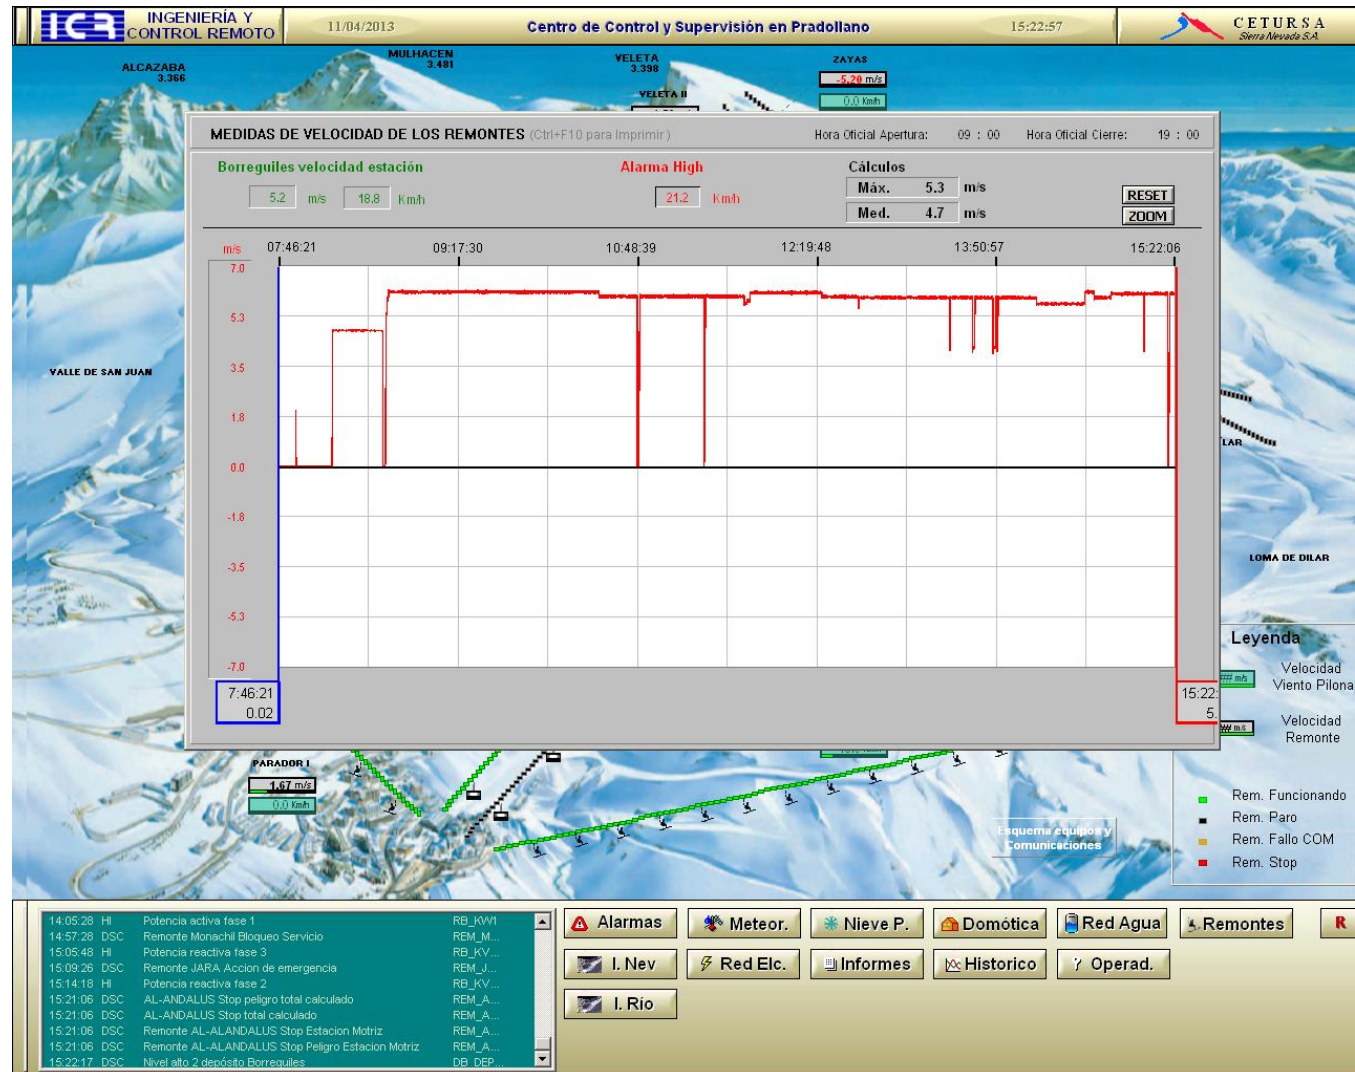 ICR INGENIERÍA Y CONTROL REMOTO
11/04/2013
Centro de Control y Supervisión en Pradollano
15:22:57
CETURSA
Sierra Nevada S.A.
ALCAZABA
3.366
MULHACEN
3.481
VELETA
3.398
VELETA II
ZAYAS
-5,20 m/s
0,0 Km/h
MEDIDAS DE VELOCIDAD DE LOS REMONTES (Ctrl+F10 para Imprimir)
Hora Oficial Apertura: 09 : 00 Hora Oficial Cierre: 19 : 00
Borreguiles velocidad estación
5.2 m/s 18.8 Km/h
Alarma High
21.2 Km/h
Cálculos
Máx. 5.3 m/s
Med. 4.7 m/s
RESET
ZOOM
m/s 07:46:21 09:17:30 10:48:39 12:19:48 13:50:57 15:22:06
7.0
5.3
3.5
1.8
0.0
-1.8
-3.5
-5.3
-7.0
7:46:21
0.02
15:22:
5.
VALLE DE SAN JUAN
LAR
LOMA DE DILAR
Leyenda
## m/s Velocidad
Viento Pilona
## m/s Velocidad
Remonte
Rem. Funcionando
Rem. Paro
Rem. Fallo COM
Rem. Stop
PARADOR I
1,67 m/s
0,0 Km/h
Esquema equipos y
Comunicaciones
14:05:28 HI Potencia activa fase 1 RB_KW1
14:57:28 DSC Remonte Monachil Bloqueo Servicio REM_M...
15:05:48 HI Potencia reactiva fase 3 RB_KV...
15:09:26 DSC Remonte JARA Accion de emergencia REM_J...
15:14:18 HI Potencia reactiva fase 2 RB_KV...
15:21:06 DSC AL-ANDALUS Stop peligro total calculado REM_A...
15:21:06 DSC AL-ANDALUS Stop total calculado REM_A...
15:21:06 DSC Remonte AL-ALANDALUS Stop Estacion Motriz REM_A...
15:21:06 DSC Remonte AL-ALANDALUS Stop Peligro Estacion Motriz REM_A...
15:22:17 DSC Nivel alto 2 depósito Borreguiles DB_DEP...
Alarmas Meteor. Nieve P. Domótica Red Agua Remontes R
I. Nev Red Elc. Informes Historico Operad.
I. Río